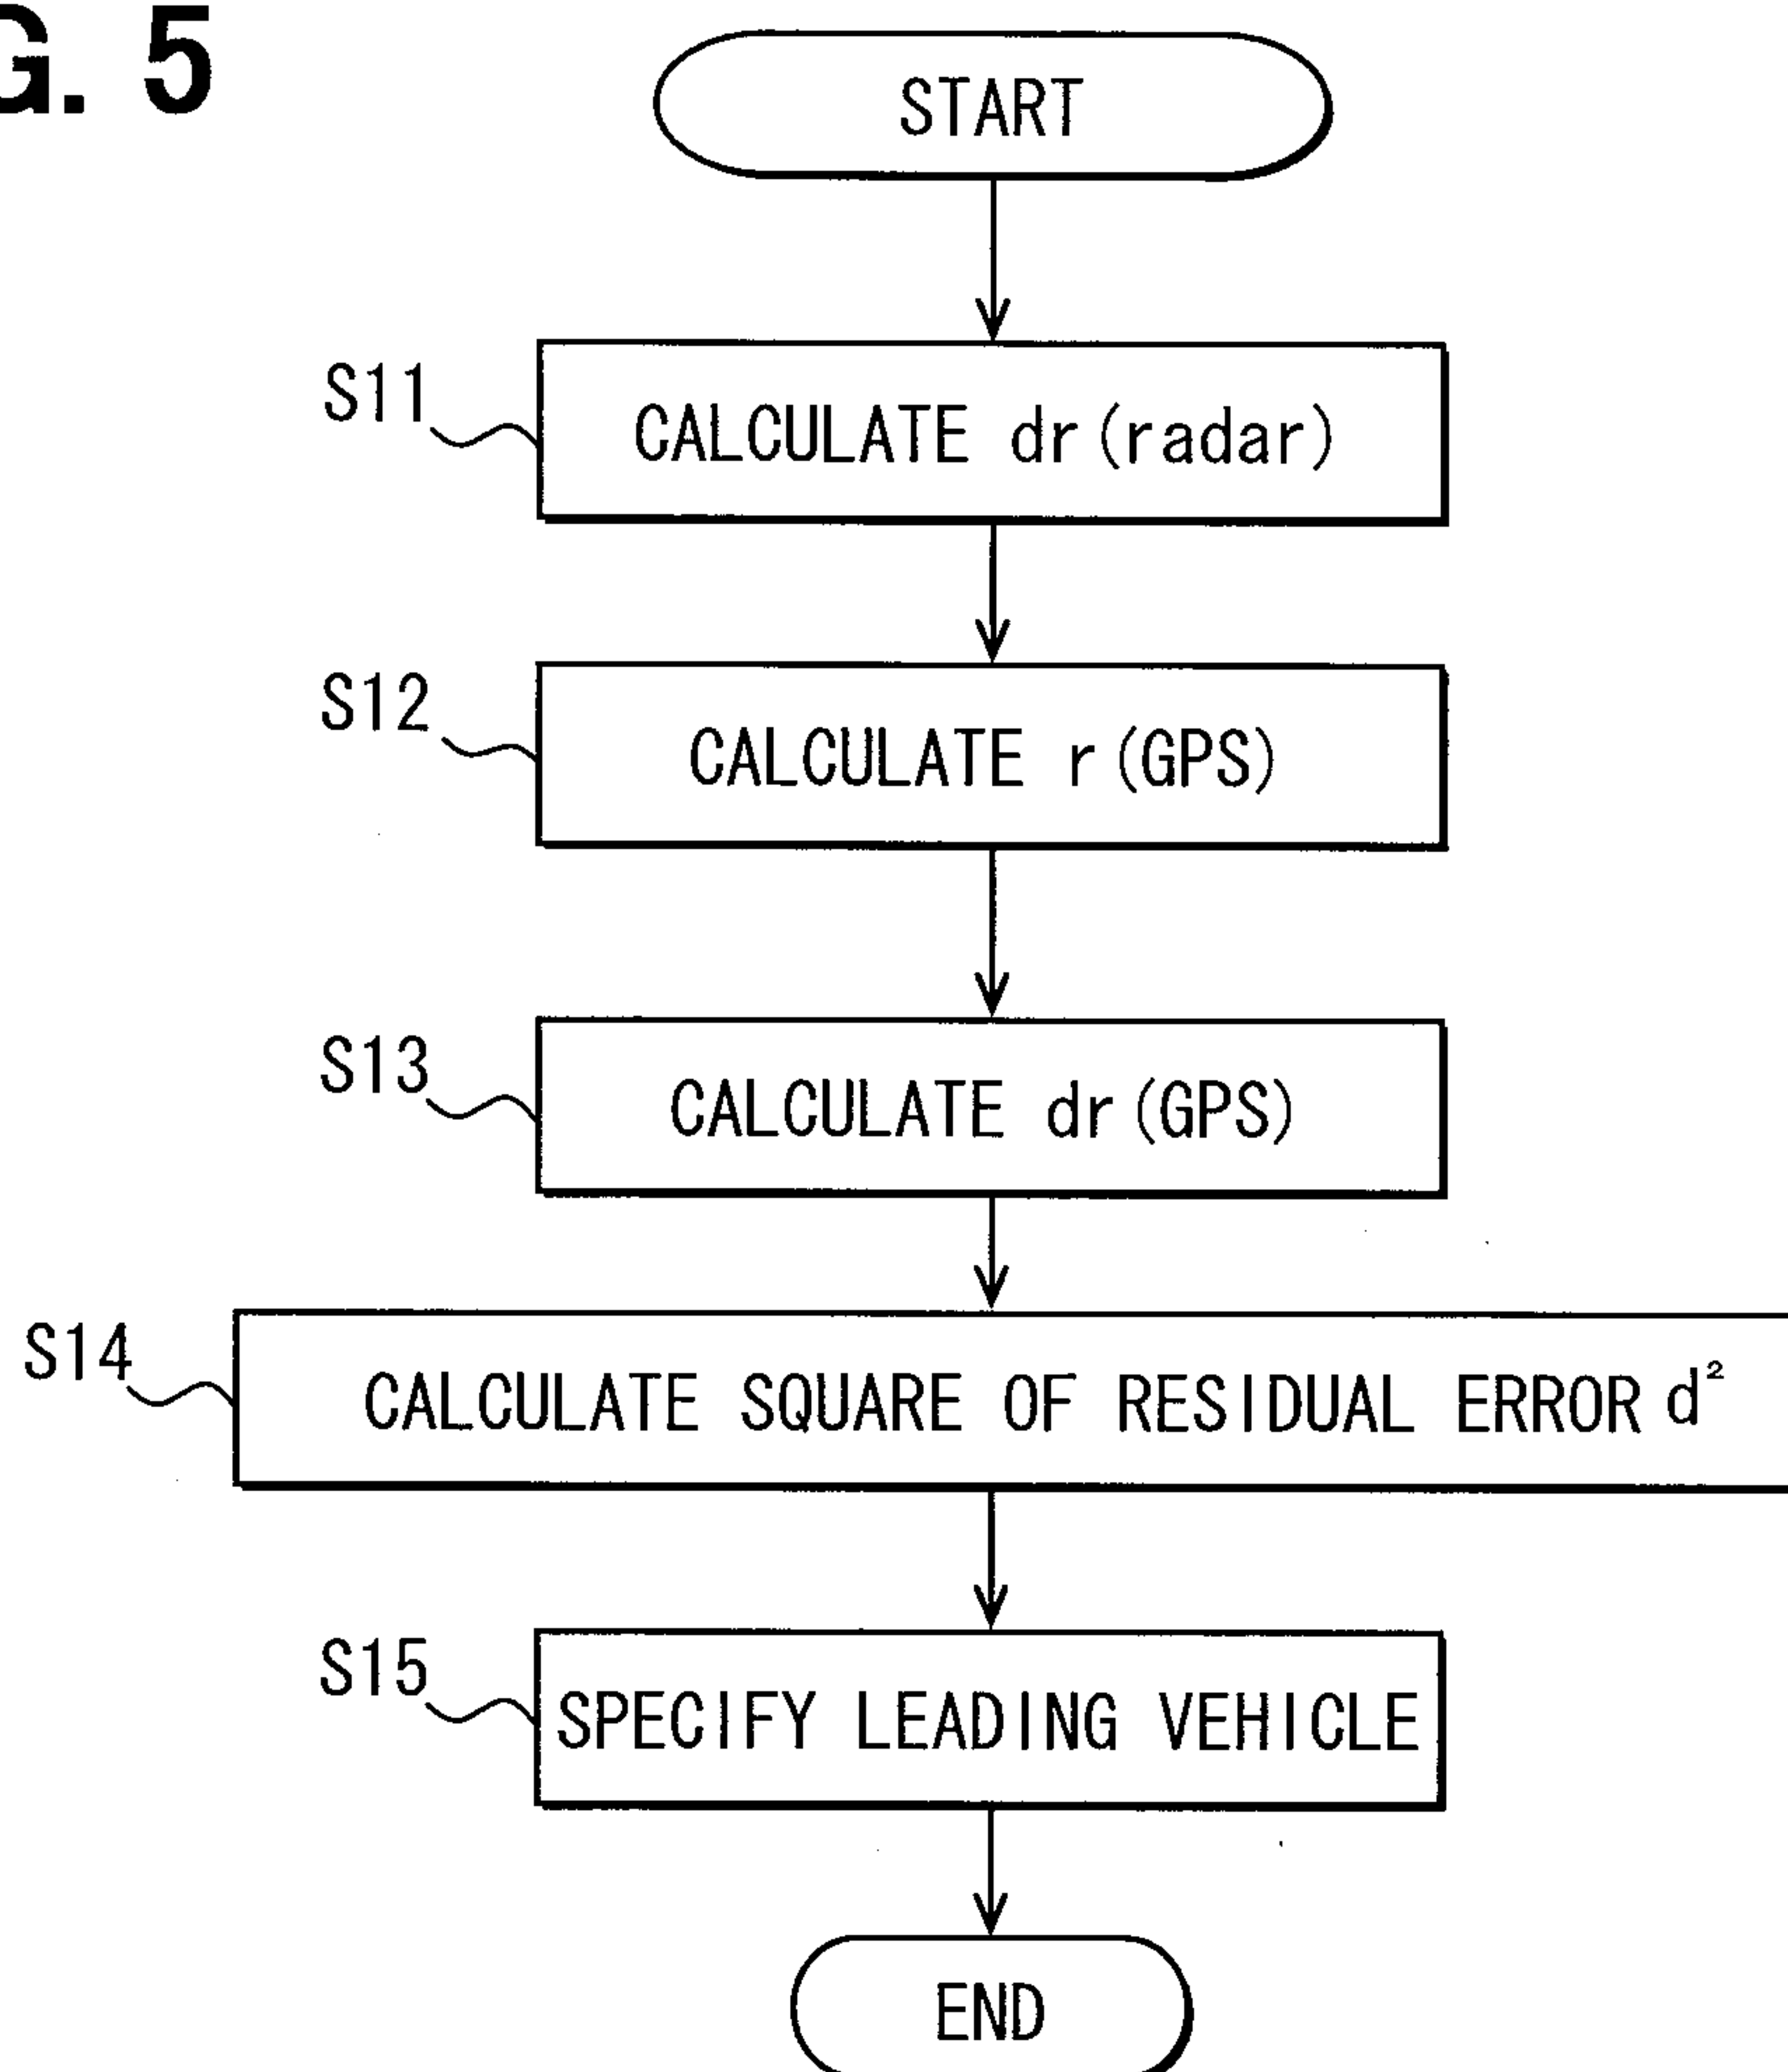 G. 5
START
S11
CALCULATE dr(radar)
S12
CALCULATE r(GPS)
S13
CALCULATE dr(GPS)
S14
CALCULATE SQUARE OF RESIDUAL ERROR d²
S15
SPECIFY LEADING VEHICLE
END